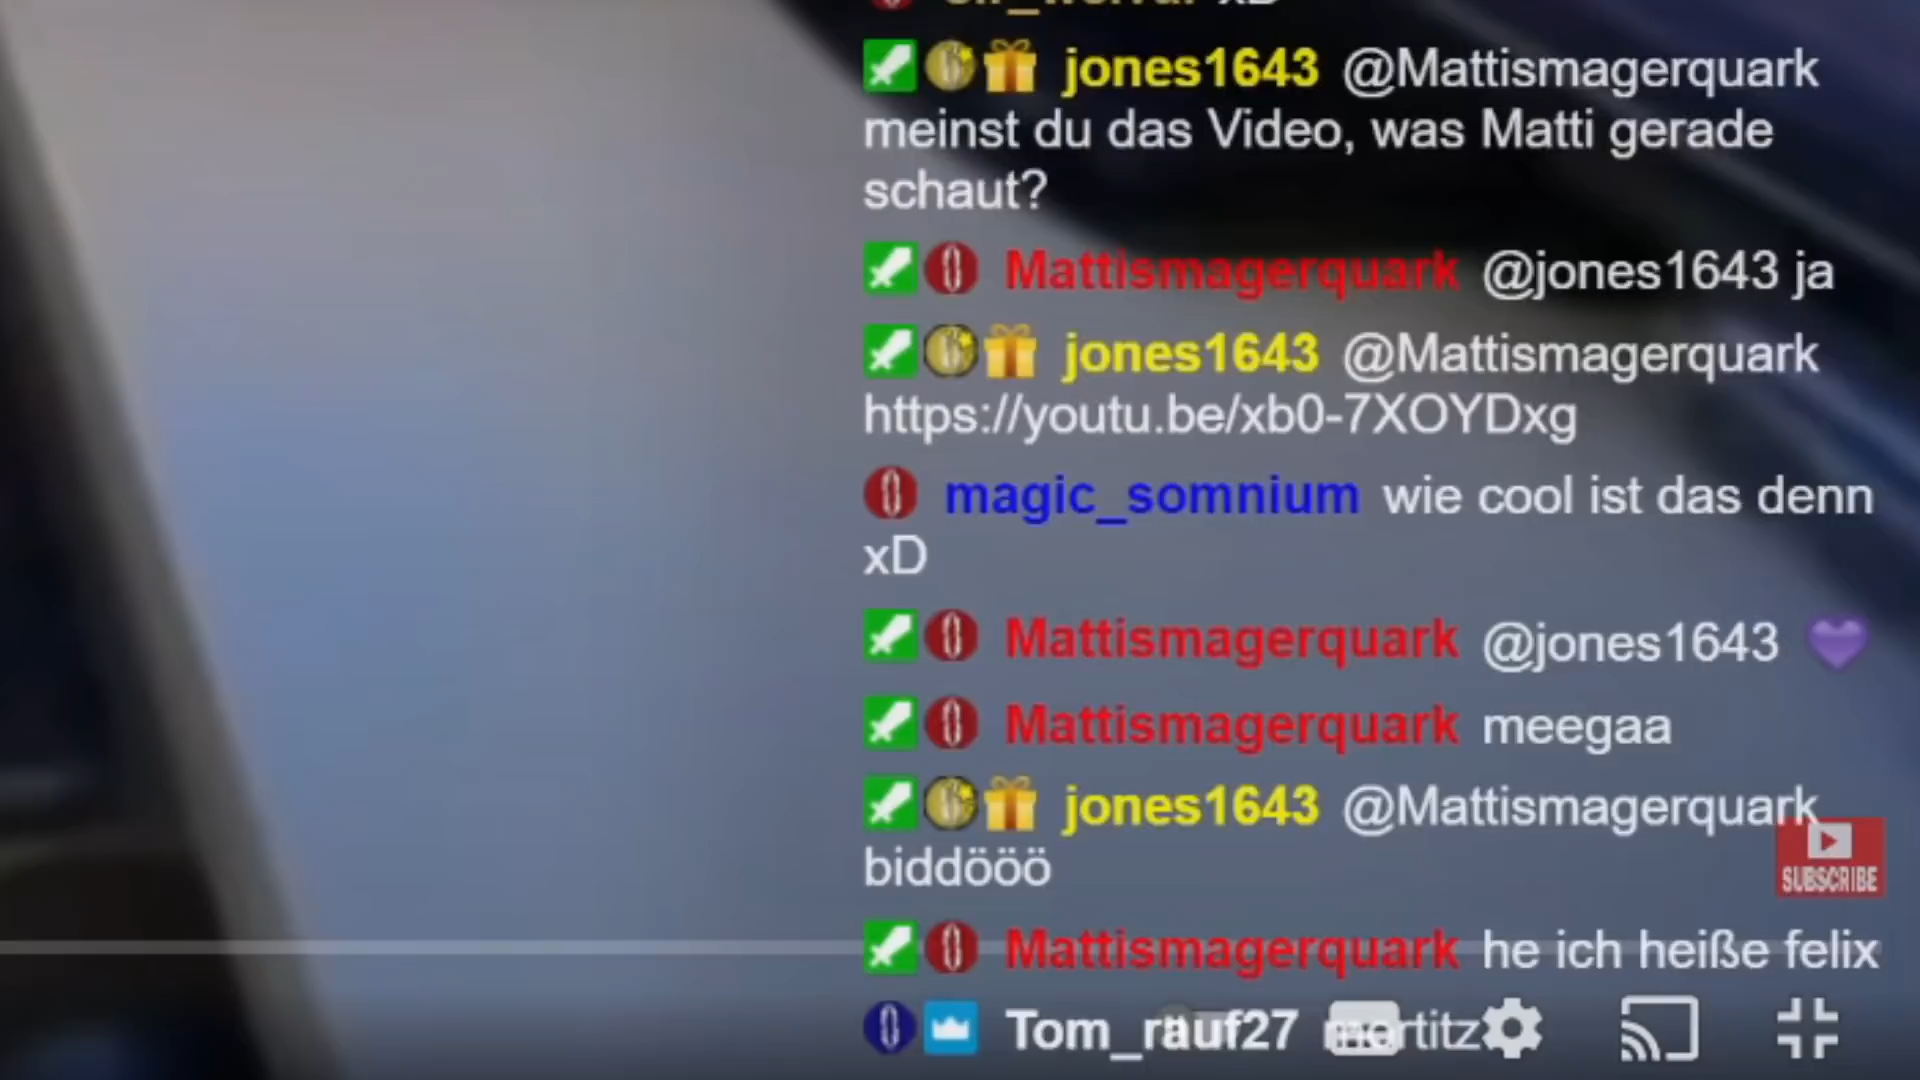 xD
jones1643 @Mattismagerquark
meinst du das Video, was Matti gerade
schaut?
Mattismagerquark @jones1643 ja
jones1643 @Mattismagerquark
https://youtu.be/xb0-7XOYDxg
magic_somnium wie cool ist das denn
xD
Mattismagerquark @jones1643 💜
Mattismagerquark meegaa
jones1643 @Mattismagerquark
biddööö
SUBSCRIBE
Mattismagerquark he ich heiße felix
Tom_rauf27 mortitz